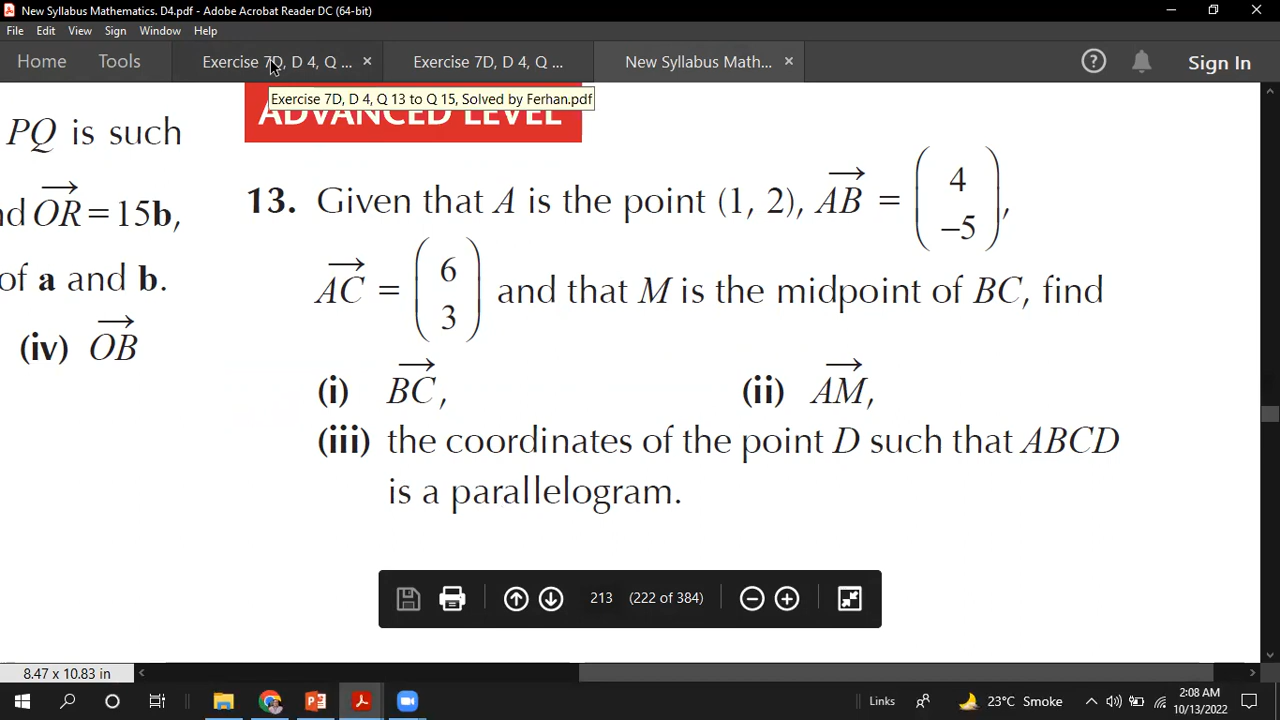 New Syllabus Mathematics. D4.pdf - Adobe Acrobat Reader DC (64-bit)
File Edit View Sign Window Help
Home Tools Exercise 7D, D 4, Q ... × Exercise 7D, D 4, Q ... New Syllabus Math... × ? Sign In
Exercise 7D, D 4, Q 13 to Q 15, Solved by Ferhan.pdf
ADVANCED LEVEL
PQ is such
nd OR = 15b,
of a and b.
(iv) OB
13. Given that A is the point (1, 2), AB = (4 −5),
AC = (6 3) and that M is the midpoint of BC, find
(i) BC, (ii) AM,
(iii) the coordinates of the point D such that ABCD
is a parallelogram.
213 (222 of 384)
8.47 x 10.83 in
Links 23°C Smoke 2:08 AM
10/13/2022